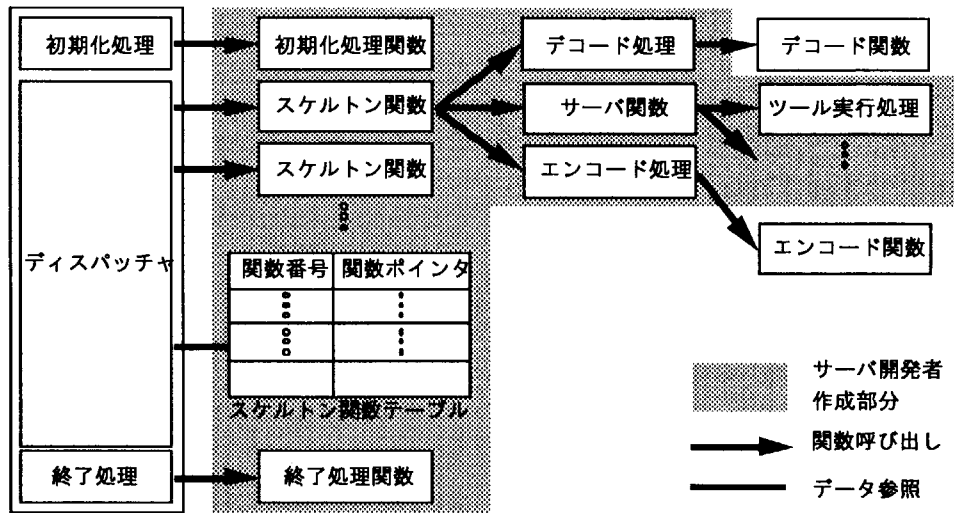 初期化処理
初期化処理関数
デコード処理
デコード関数
スケルトン関数
サーバ関数
ツール実行処理
スケルトン関数
エンコード処理
エンコード関数
ディスパッチャ
関数番号
関数ポインタ
スケルトン関数テーブル
終了処理
終了処理関数
サーバ開発者
作成部分
関数呼び出し
データ参照